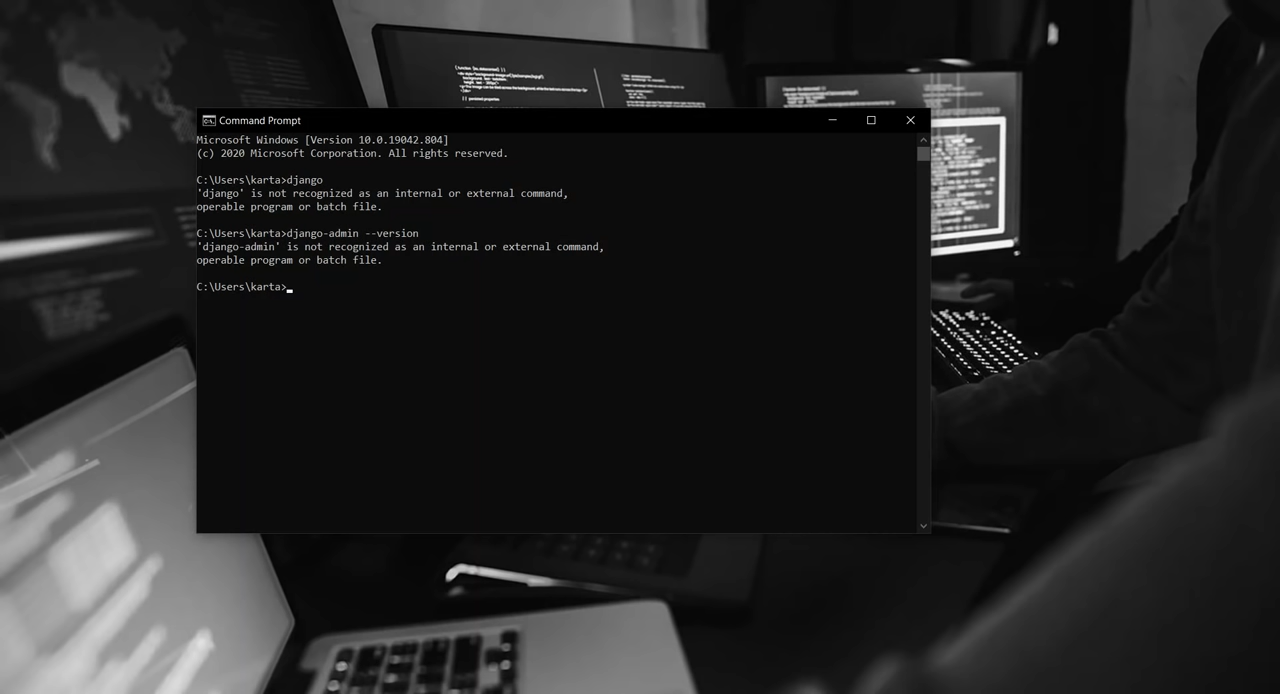 Command Prompt
Microsoft Windows [Version 10.0.19042.804]
(c) 2020 Microsoft Corporation. All rights reserved.
C:\Users\karta>django
'django' is not recognized as an internal or external command,
operable program or batch file.
C:\Users\karta>django-admin --version
'django-admin' is not recognized as an internal or external command,
operable program or batch file.
C:\Users\karta>